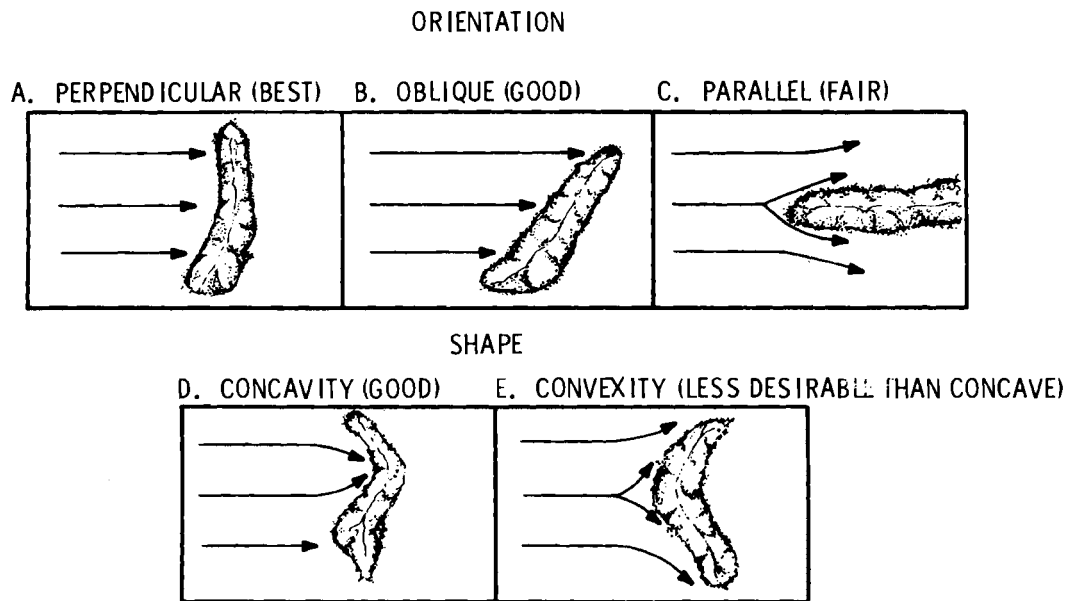 ORIENTATION
A. PERPENDICULAR (BEST) B. OBLIQUE (GOOD) C. PARALLEL (FAIR)
SHAPE
D. CONCAVITY (GOOD) E. CONVEXITY (LESS DESIRABLE THAN CONCAVE)